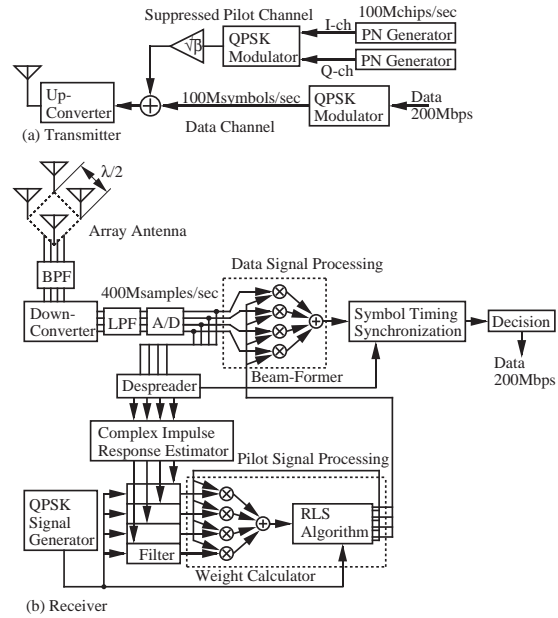 Suppressed Pilot Channel
100Mchips/sec
I-ch
PN Generator
√β
QPSK
Modulator
Q-ch
PN Generator
Up-
Converter
100Msymbols/sec
QPSK
Modulator
Data
200Mbps
Data Channel
(a) Transmitter
λ/2
Array Antenna
BPF
400Msamples/sec
Data Signal Processing
Down-
Converter
LPF
A/D
Symbol Timing
Synchronization
Decision
Data
200Mbps
Beam-Former
Despreader
Complex Impulse
Response Estimator
Pilot Signal Processing
QPSK
Signal
Generator
RLS
Algorithm
Filter
Weight Calculator
(b) Receiver